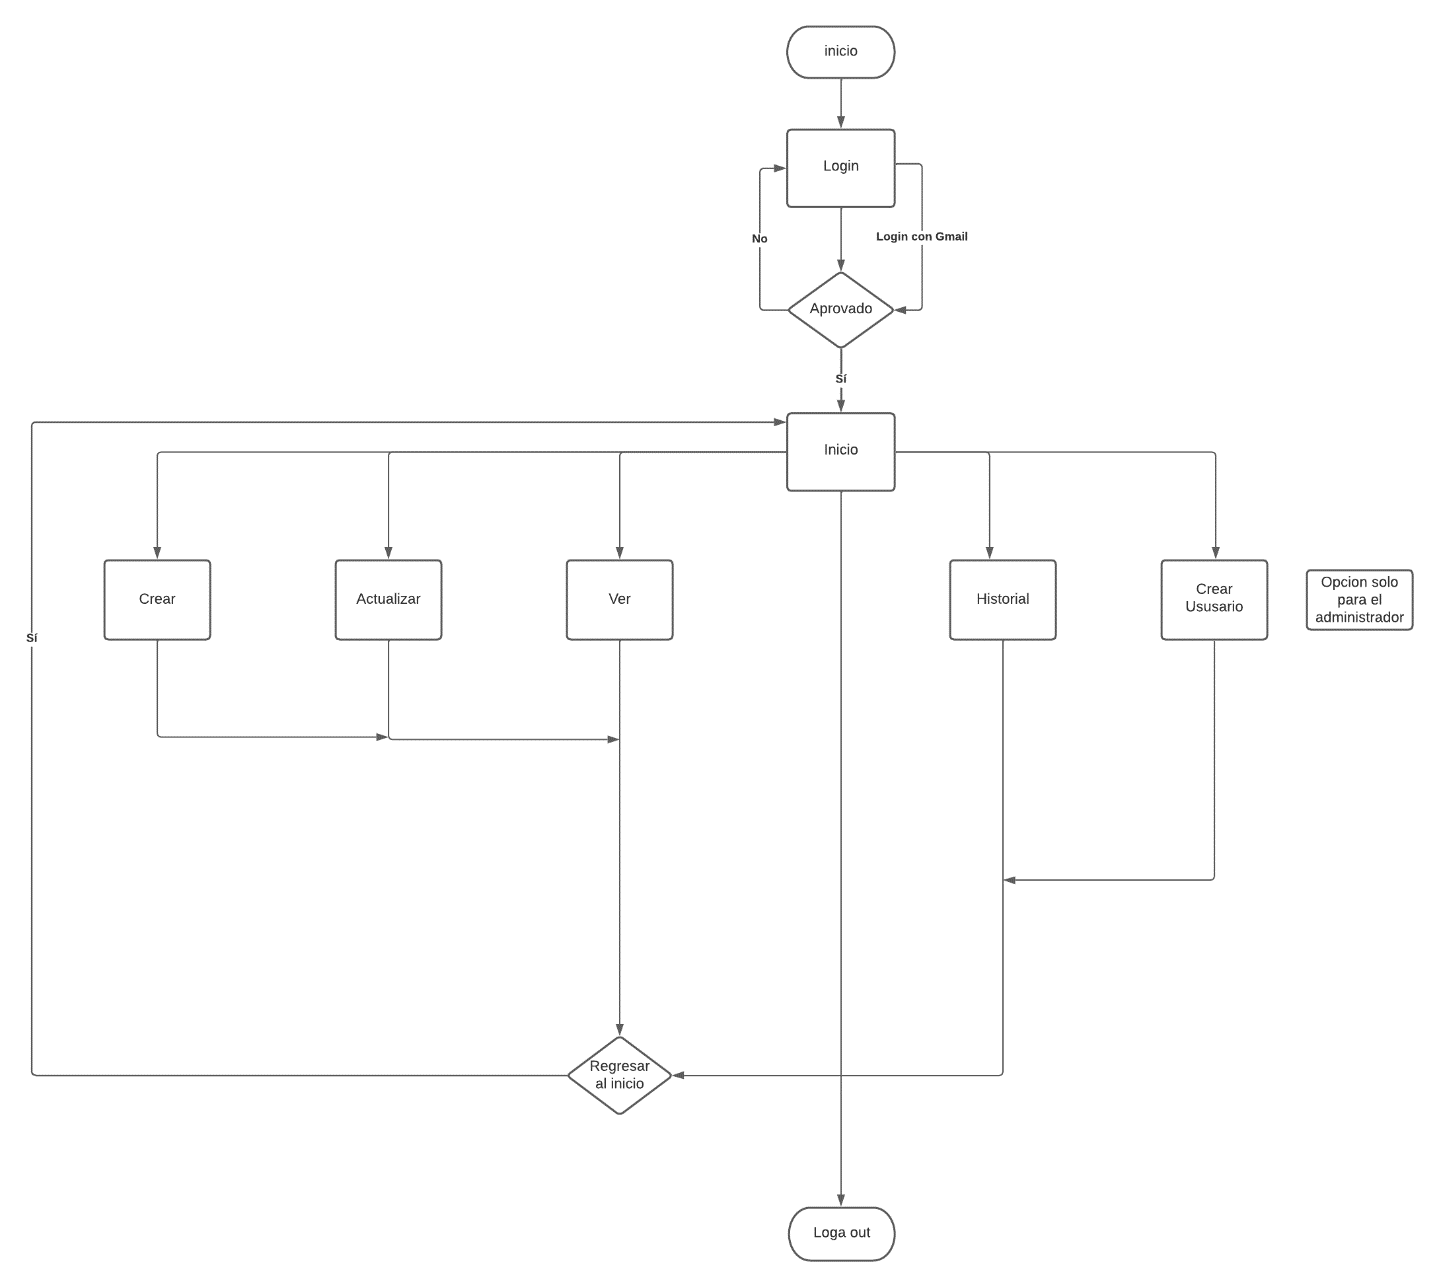 inicio
Login
No
Login con Gmail
Aprovado
Sí
Inicio
Crear
Actualizar
Ver
Historial
Crear
Ususario
Opcion solo
para el
administrador
Sí
Regresar
al inicio
Loga out